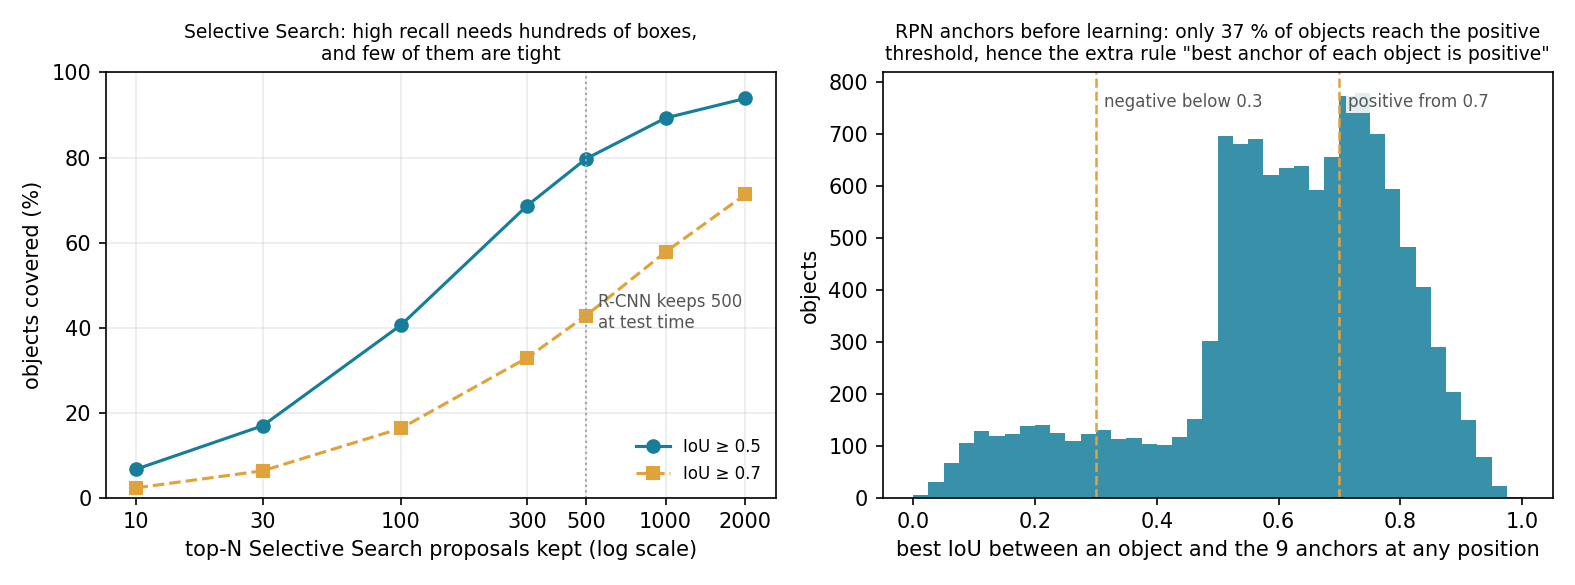 Selective Search: high recall needs hundreds of boxes,
and few of them are tight
100
80
60
40
20
0
objects covered (%)
R-CNN keeps 500
at test time
IoU ≥ 0.5
IoU ≥ 0.7
10 30 100 300 500 1000 2000
top-N Selective Search proposals kept (log scale)
RPN anchors before learning: only 37 % of objects reach the positive
threshold, hence the extra rule "best anchor of each object is positive"
800
700
600
500
400
300
200
100
0
objects
negative below 0.3
positive from 0.7
0.0 0.2 0.4 0.6 0.8 1.0
best IoU between an object and the 9 anchors at any position